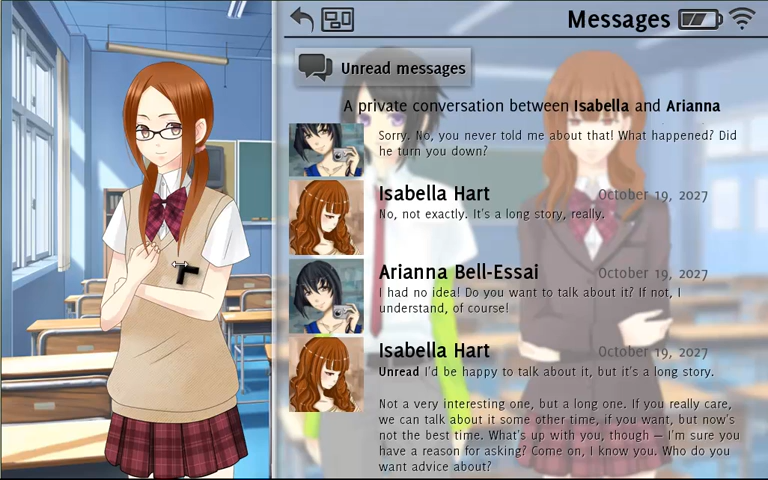 Messages
Unread messages
A private conversation between Isabella and Arianna
Sorry. No, you never told me about that! What happened? Did
he turn you down?
Isabella Hart
October 19, 2027
No, not exactly. It's a long story, really.
Arianna Bell-Essai
October 19, 2027
I had no idea! Do you want to talk about it? If not, I
understand, of course!
Isabella Hart
October 19, 2027
Unread I'd be happy to talk about it, but it's a long story.
Not a very interesting one, but a long one. If you really care,
we can talk about it some other time, if you want, but now's
not the best time. What's up with you, though — I'm sure you
have a reason for asking? Come on, I know you. Who do you
want advice about?